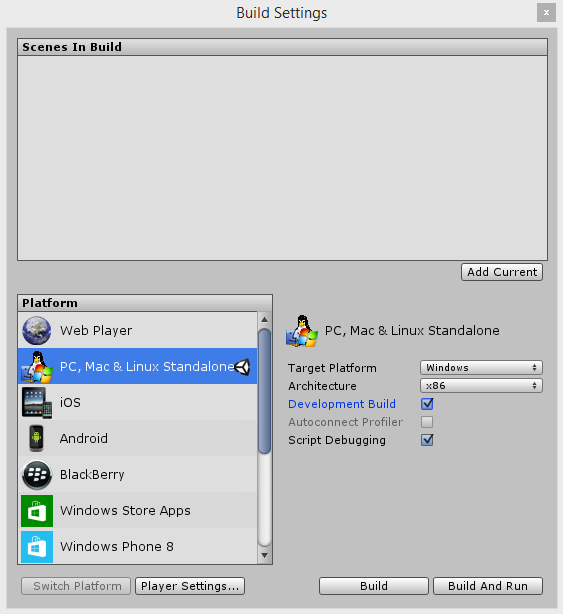 Build Settings
x
Scenes In Build
Add Current
Platform
Web Player
PC, Mac & Linux Standalone
iOS
Android
BlackBerry
Windows Store Apps
Windows Phone 8
Switch Platform
Player Settings...
PC, Mac & Linux Standalone
Target Platform Windows
Architecture x86
Development Build
Autoconnect Profiler
Script Debugging
Build
Build And Run